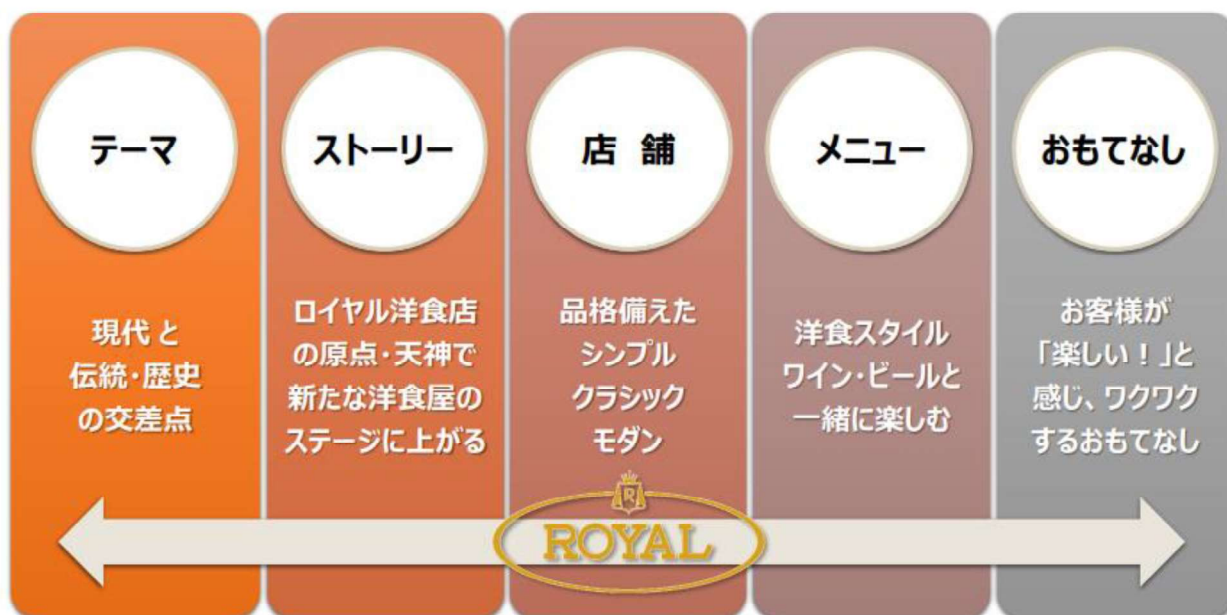 テーマ
現代 と
伝統・歴史
の交差点
ストーリー
ロイヤル洋食店
の原点・天神で
新たな洋食屋の
ステージに上がる
店 舗
品格備えた
シンプル
クラシック
モダン
メニュー
洋食スタイル
ワイン・ビールと
一緒に楽しむ
おもてなし
お客様が
「楽しい！」と
感じ、ワクワク
するおもてなし
R
ROYAL